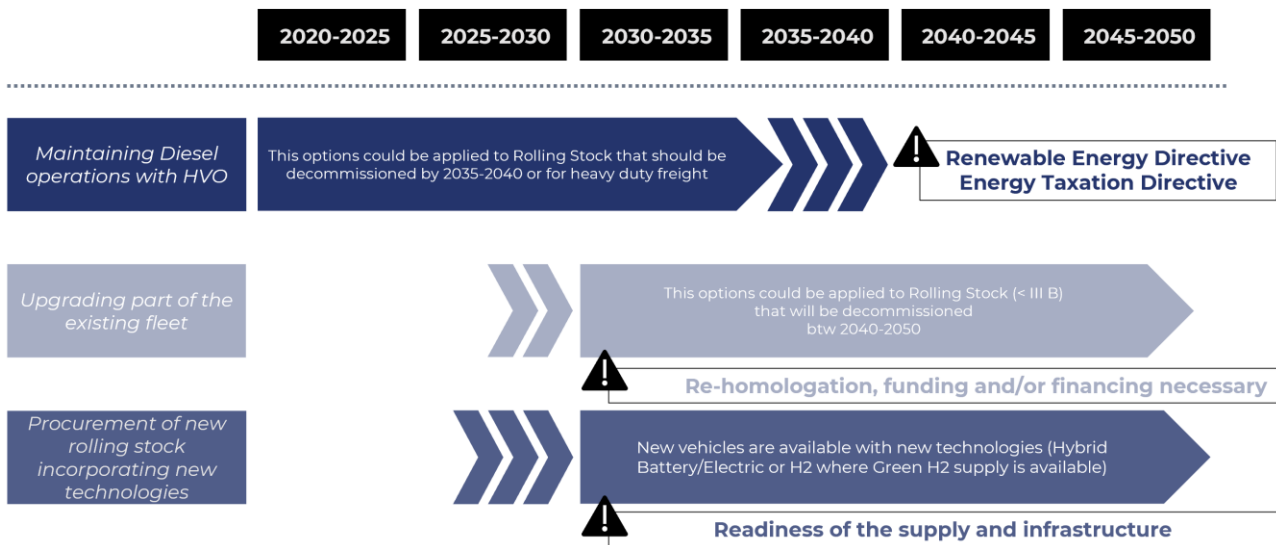 2020-2025
2025-2030
2030-2035
2035-2040
2040-2045
2045-2050
Maintaining Diesel
operations with HVO
This options could be applied to Rolling Stock that should be
decommissioned by 2035-2040 or for heavy duty freight
Renewable Energy Directive
Energy Taxation Directive
Upgrading part of the
existing fleet
This options could be applied to Rolling Stock (< III B)
that will be decommissioned
btw 2040-2050
Re-homologation, funding and/or financing necessary
Procurement of new
rolling stock
incorporating new
technologies
New vehicles are available with new technologies (Hybrid
Battery/Electric or H2 where Green H2 supply is available)
Readiness of the supply and infrastructure